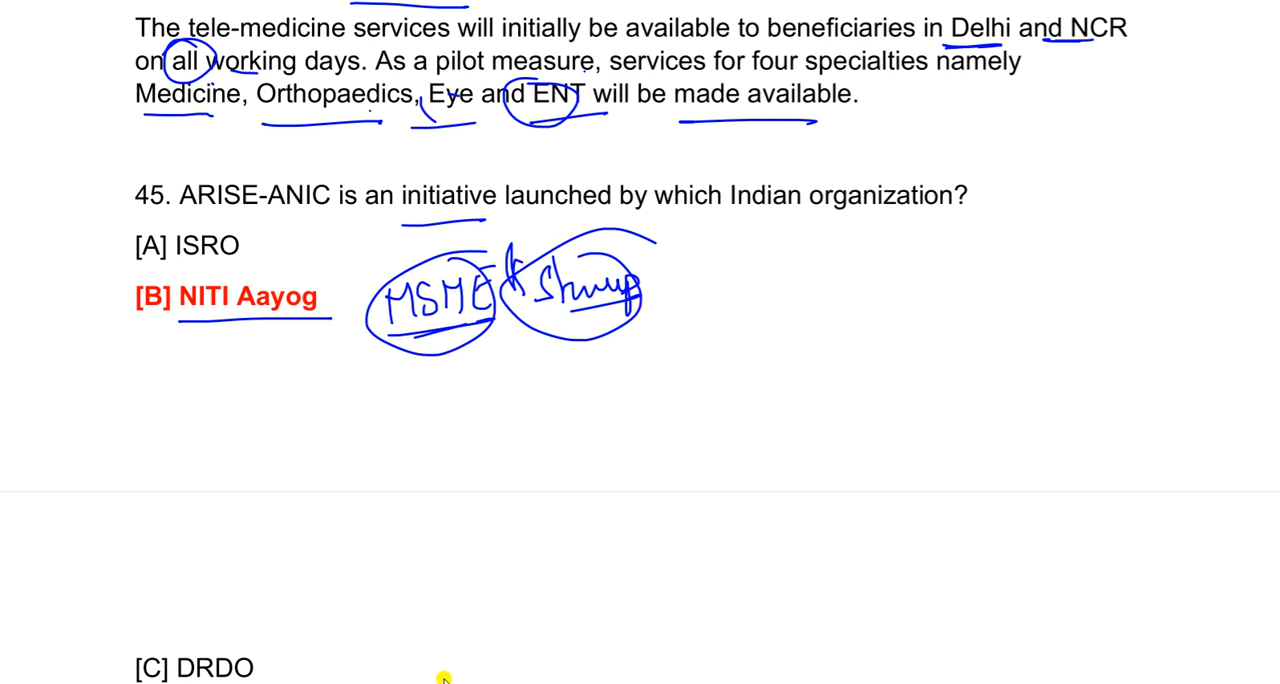 The tele-medicine services will initially be available to beneficiaries in Delhi and NCR
on all working days. As a pilot measure, services for four specialties namely
Medicine, Orthopaedics, Eye and ENT will be made available.
45. ARISE-ANIC is an initiative launched by which Indian organization?
[A] ISRO
[B] NITI Aayog MSME &
[C] DRDO